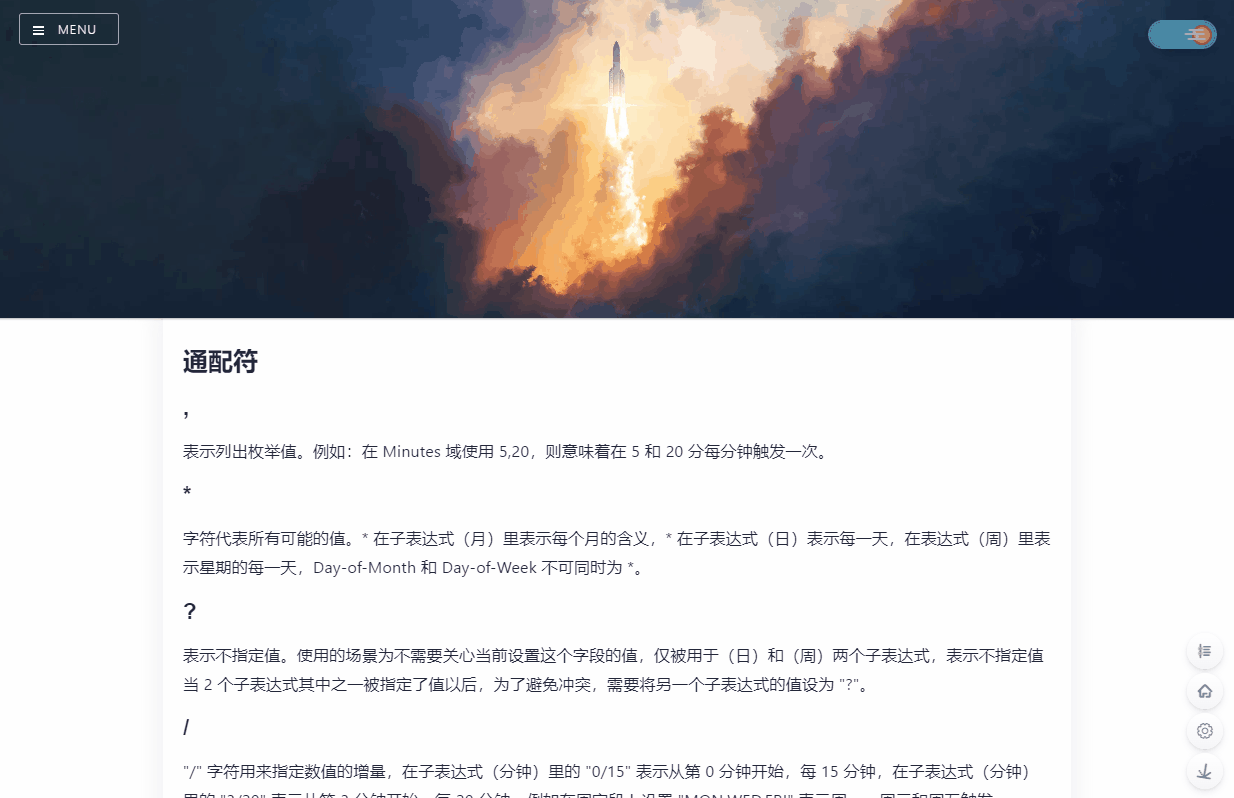 MENU
通配符
,
表示列出枚举值。例如：在 Minutes 域使用 5,20，则意味着在 5 和 20 分每分钟触发一次。
*
字符代表所有可能的值。* 在子表达式（月）里表示每个月的含义，* 在子表达式（日）表示每一天，在表达式（周）里表
示星期的每一天，Day-of-Month 和 Day-of-Week 不可同时为 *。
?
表示不指定值。使用的场景为不需要关心当前设置这个字段的值，仅被用于（日）和（周）两个子表达式，表示不指定值
当 2 个子表达式其中之一被指定了值以后，为了避免冲突，需要将另一个子表达式的值设为 "?"。
/
"/" 字符用来指定数值的增量，在子表达式（分钟）里的 "0/15" 表示从第 0 分钟开始，每 15 分钟，在子表达式（分钟）